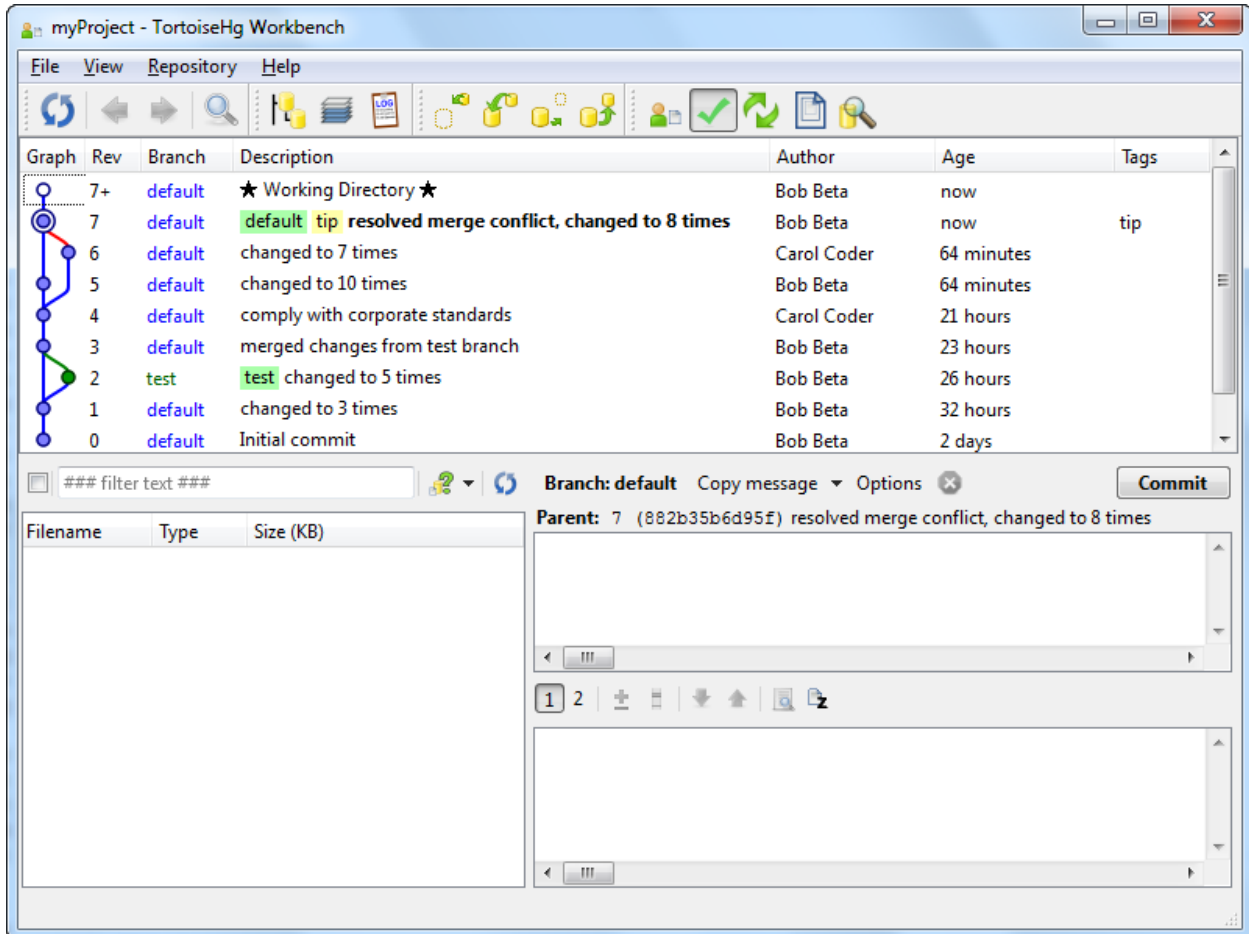 myProject - TortoiseHg Workbench
File View Repository Help
LOG
Graph Rev Branch Description Author Age Tags
7+ default ★ Working Directory ★ Bob Beta now
7 default default tip resolved merge conflict, changed to 8 times Bob Beta now tip
6 default changed to 7 times Carol Coder 64 minutes
5 default changed to 10 times Bob Beta 64 minutes
4 default comply with corporate standards Carol Coder 21 hours
3 default merged changes from test branch Bob Beta 23 hours
2 test test changed to 5 times Bob Beta 26 hours
1 default changed to 3 times Bob Beta 32 hours
0 default Initial commit Bob Beta 2 days
### filter text ### Branch: default Copy message Options Commit
Parent: 7 (882b35b6d95f) resolved merge conflict, changed to 8 times
Filename Type Size (KB)
1 2 z